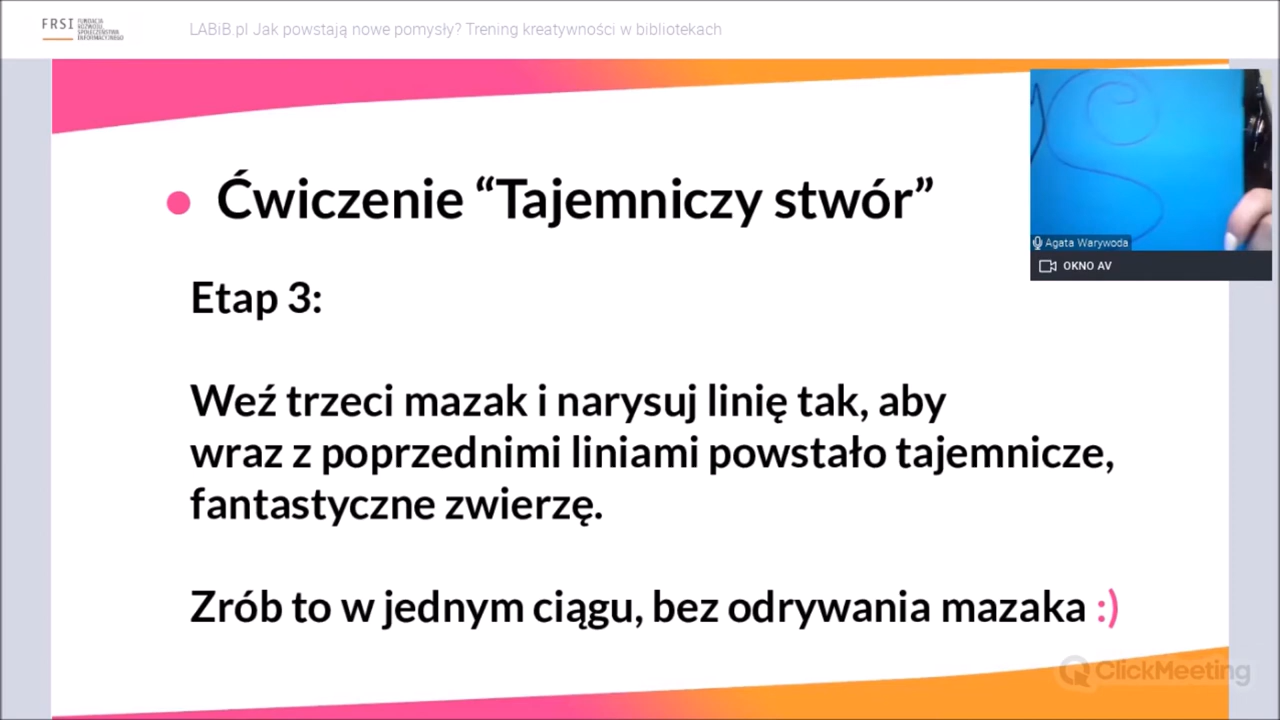 FRSI FUNDACJA
ROZWOJU
SPOŁECZEŃSTWA
INFORMACYJNEGO
LABiB.pl Jak powstają nowe pomysły? Trening kreatywności w bibliotekach
Ćwiczenie “Tajemniczy stwór”
Agata Warywoda
OKNO AV
Etap 3:
Weź trzeci mazak i narysuj linię tak, aby
wraz z poprzednimi liniami powstało tajemnicze,
fantastyczne zwierzę.
Zrób to w jednym ciągu, bez odrywania mazaka :)
ClickMeeting